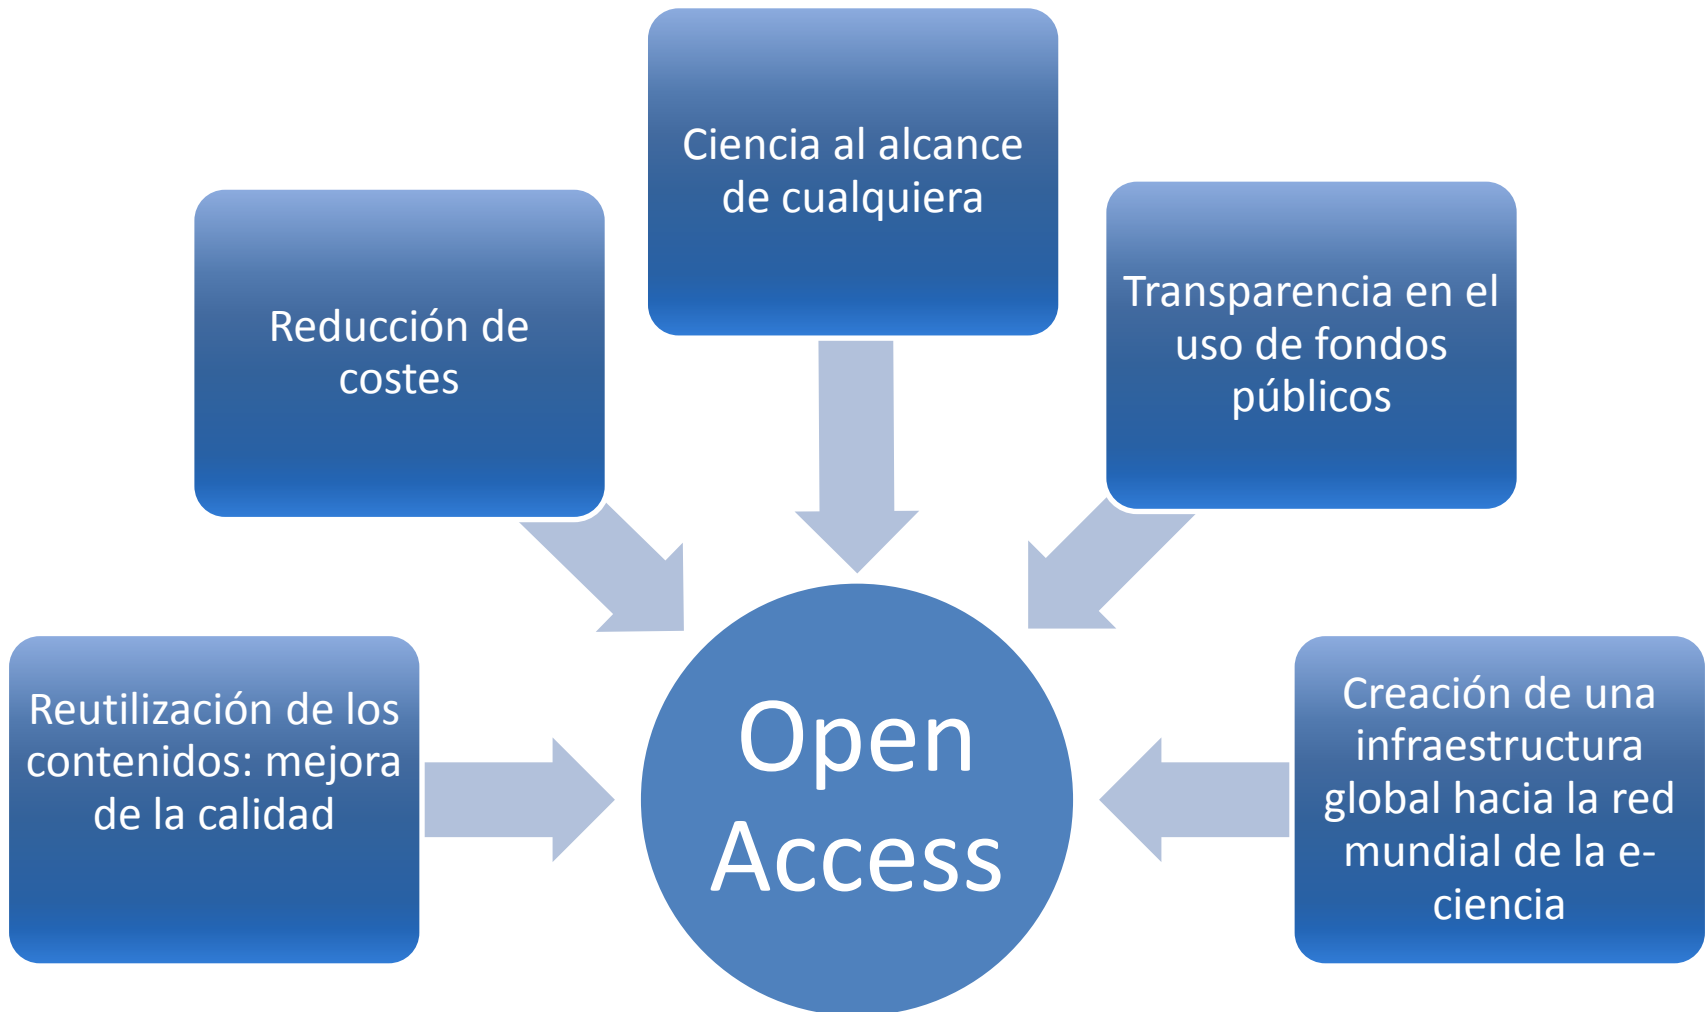 Ciencia al alcance
de cualquiera
Reducción de
costes
Transparencia en el
uso de fondos
públicos
Reutilización de los
contenidos: mejora
de la calidad
Open
Access
Creación de una
infraestructura
global hacia la red
mundial de la e-
ciencia